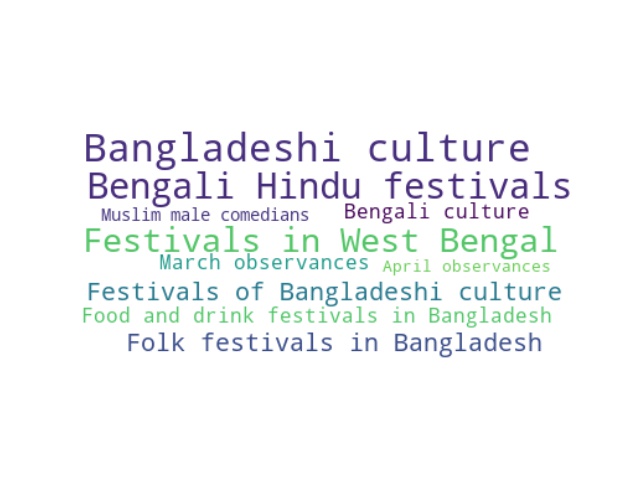 Bangladeshi culture
Bengali Hindu festivals
Muslim male comedians
Bengali culture
Festivals in West Bengal
March observances
April observances
Festivals of Bangladeshi culture
Food and drink festivals in Bangladesh
Folk festivals in Bangladesh